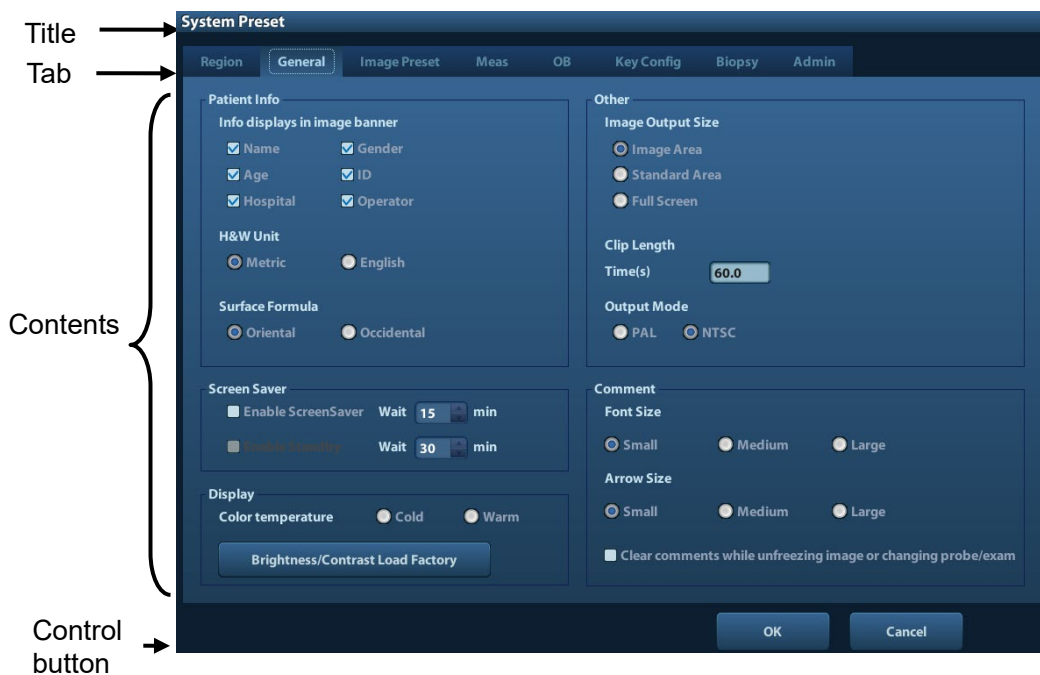 Title
System Preset
Tab
Region General Image Preset Meas OB Key Config Biopsy Admin
Contents
Patient Info
Info displays in image banner
Name Gender
Age ID
Hospital Operator
H&W Unit
Metric English
Surface Formula
Oriental Occidental
Screen Saver
Enable ScreenSaver Wait 15 min
Wait 30 min
Display
Color temperature Cold Warm
Brightness/Contrast Load Factory
Other
Image Output Size
Image Area
Standard Area
Full Screen
Clip Length
Time(s) 60.0
Output Mode
PAL NTSC
Comment
Font Size
Small Medium Large
Arrow Size
Small Medium Large
Clear comments while unfreezing image or changing probe/exam
Control
button
OK Cancel